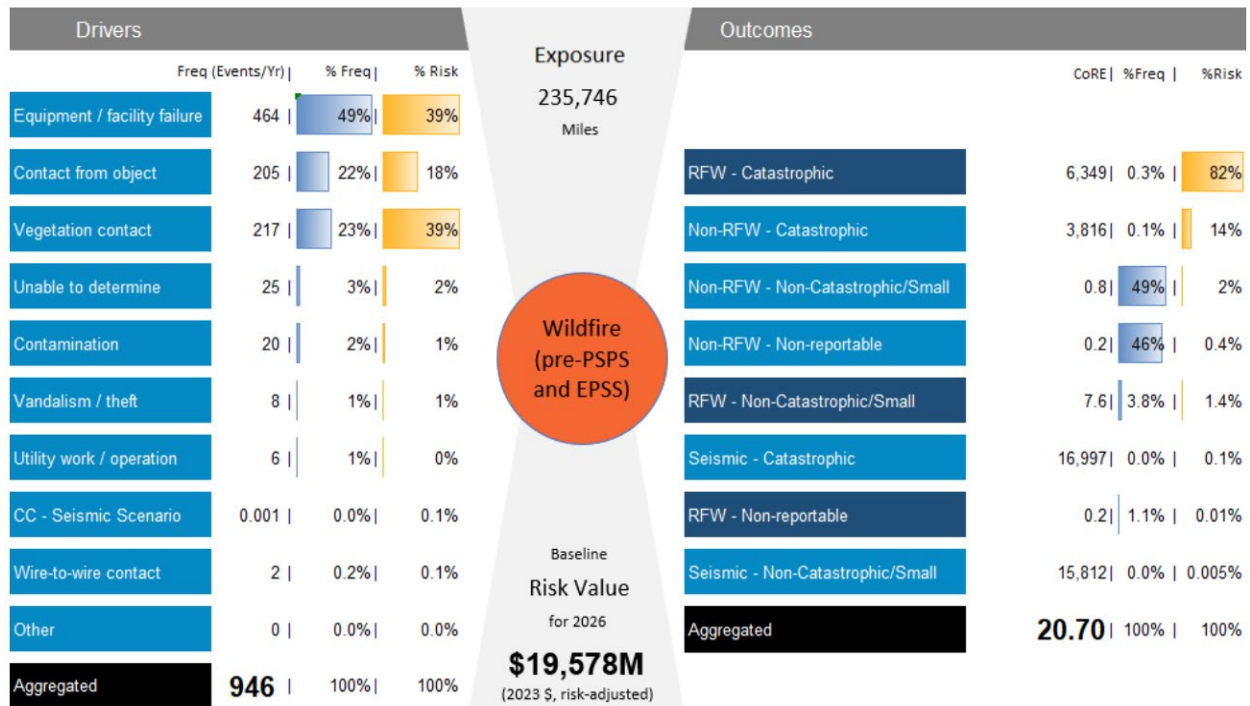 Drivers
Freq (Events/Yr)| % Freq| % Risk
Equipment / facility failure 464 | 49%| 39%
Contact from object 205 | 22%| 18%
Vegetation contact 217 | 23%| 39%
Unable to determine 25 | 3%| 2%
Contamination 20 | 2%| 1%
Vandalism / theft 8 | 1%| 1%
Utility work / operation 6 | 1%| 0%
CC - Seismic Scenario 0.001 | 0.0%| 0.1%
Wire-to-wire contact 2 | 0.2%| 0.1%
Other 0 | 0.0%| 0.0%
Aggregated 946 | 100%| 100%
Exposure
235,746
Miles
Wildfire
(pre-PSPS
and EPSS)
Baseline
Risk Value
for 2026
$19,578M
(2023 $, risk-adjusted)
Outcomes
CoRE| %Freq | %Risk
RFW - Catastrophic 6,349| 0.3% | 82%
Non-RFW - Catastrophic 3,816| 0.1% | 14%
Non-RFW - Non-Catastrophic/Small 0.8| 49% | 2%
Non-RFW - Non-reportable 0.2| 46% | 0.4%
RFW - Non-Catastrophic/Small 7.6| 3.8% | 1.4%
Seismic - Catastrophic 16,997| 0.0% | 0.1%
RFW - Non-reportable 0.2| 1.1% | 0.01%
Seismic - Non-Catastrophic/Small 15,812| 0.0% | 0.005%
Aggregated 20.70| 100% | 100%